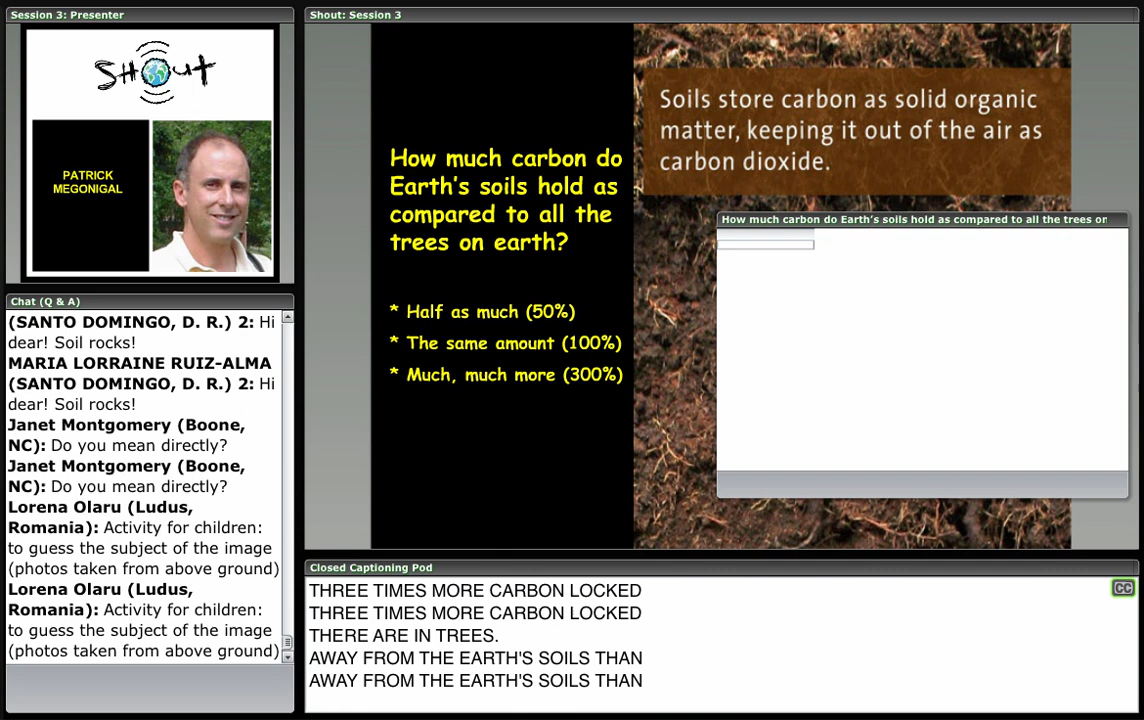 Session 3: Presenter
SHOUT
PATRICK
MEGONIGAL
Chat (Q & A)
(SANTO DOMINGO, D. R.) 2: Hi
dear! Soil rocks!
MARIA LORRAINE RUIZ-ALMA
(SANTO DOMINGO, D. R.) 2: Hi
dear! Soil rocks!
Janet Montgomery (Boone,
NC): Do you mean directly?
Janet Montgomery (Boone,
NC): Do you mean directly?
Lorena Olaru (Ludus,
Romania): Activity for children:
to guess the subject of the image
(photos taken from above ground)
Lorena Olaru (Ludus,
Romania): Activity for children:
to guess the subject of the image
(photos taken from above ground)
Shout: Session 3
How much carbon do
Earth's soils hold as
compared to all the
trees on earth?
* Half as much (50%)
* The same amount (100%)
* Much, much more (300%)
Soils store carbon as solid organic
matter, keeping it out of the air as
carbon dioxide.
How much carbon do Earth's soils hold as compared to all the trees on
Closed Captioning Pod
CC
THREE TIMES MORE CARBON LOCKED
THREE TIMES MORE CARBON LOCKED
THERE ARE IN TREES.
AWAY FROM THE EARTH'S SOILS THAN
AWAY FROM THE EARTH'S SOILS THAN